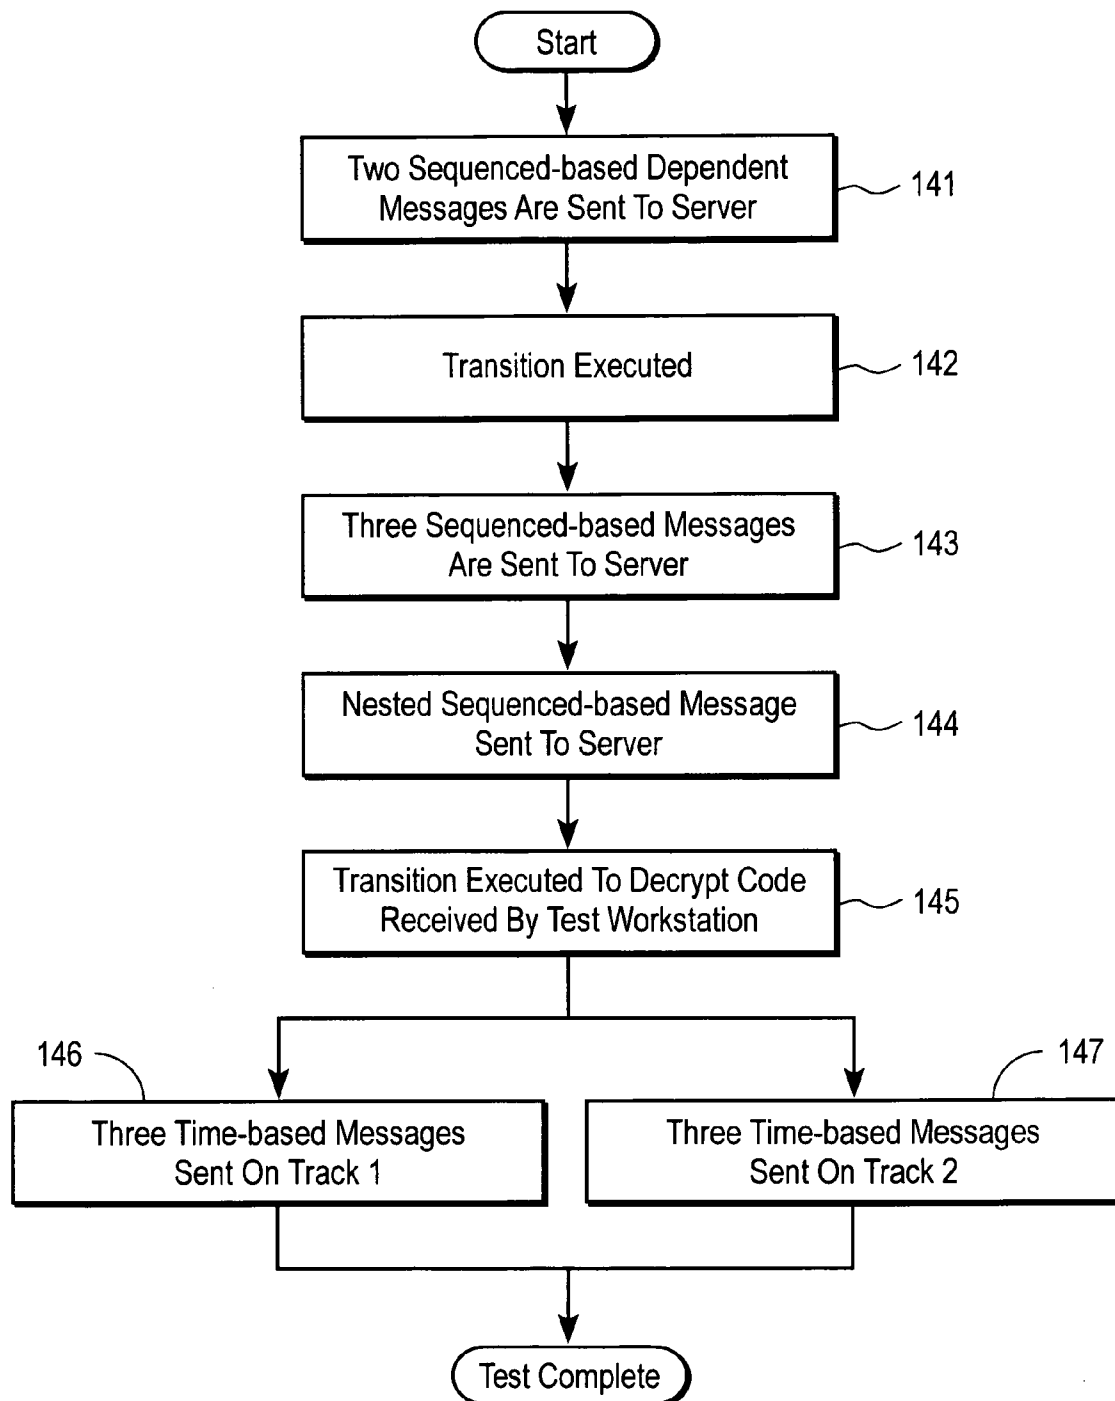 Start
Two Sequenced-based Dependent
Messages Are Sent To Server
141
Transition Executed
142
Three Sequenced-based Messages
Are Sent To Server
143
Nested Sequenced-based Message
Sent To Server
144
Transition Executed To Decrypt Code
Received By Test Workstation
145
146
Three Time-based Messages
Sent On Track 1
147
Three Time-based Messages
Sent On Track 2
Test Complete